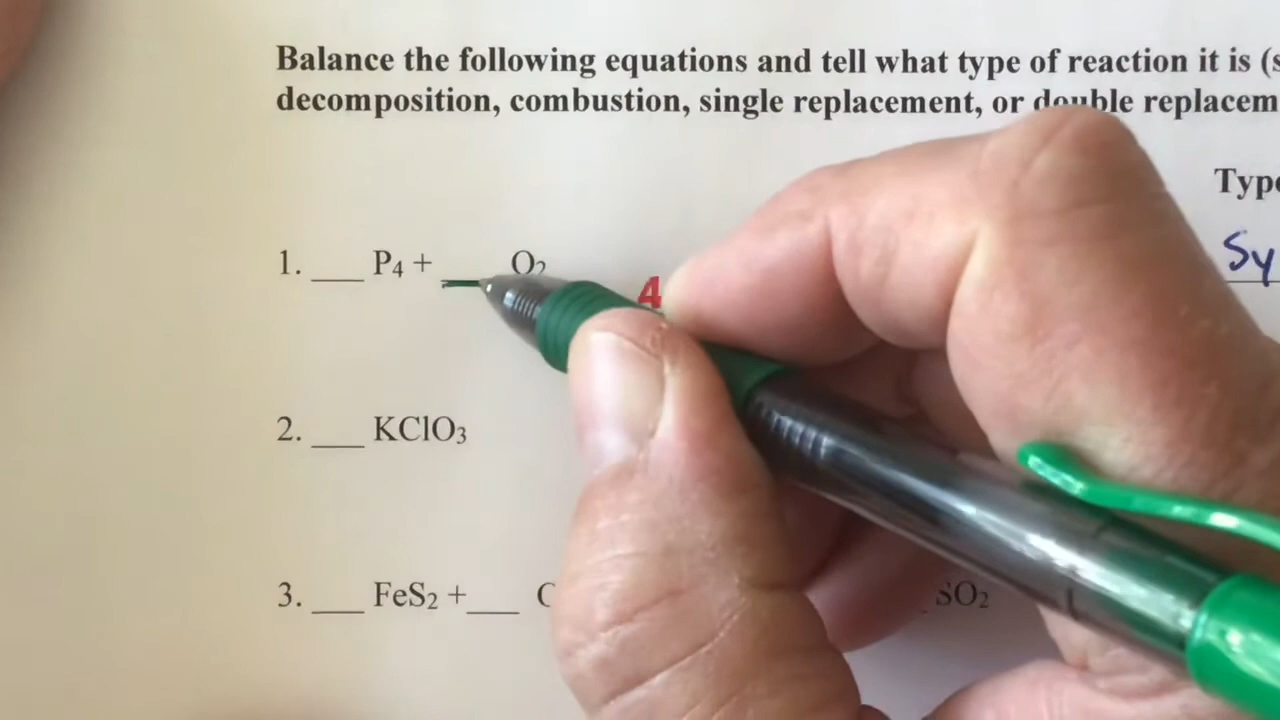 Balance the following equations and tell what type of reaction it is (s
decomposition, combustion, single replacement, or double replacem
Type
Sy
1. ___ P₄ + ___ O₂
4
2. ___ KClO₃
3. ___ FeS₂ + ___ SO₂